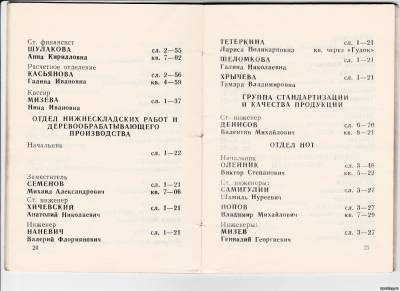 Ст. финансист
ШУЛАКОВА сл. 2—55
Анна Кирилловна кв. 7—02
Расчетное отделение
КАСЬЯНОВА сл. 2—56
Галина Ивановна кв. 4—59
Кассир
МИЗЕВА сл. 1—37
Нина Ивановна
ОТДЕЛ НИЖНЕСКЛАДСКИХ РАБОТ И
ДЕРЕВООБРАБАТЫВАЮЩЕГО
ПРОИЗВОДСТВА
Начальник
сл. 1—22
Заместитель
СЕМЕНОВ сл. 1—21
Михаил Александрович кв. 7—06
Ст. инженер
ХИЧЕВСКИЙ сл. 1—21
Анатолий Николаевич
Инженер
НАНЕВИЧ сл. 1—21
Валерий Флорианович
24
ТЕТЕРКИНА сл. 1—21
Лариса Поликарповна кв. через «Гудок»
ШЕЛОМКОВА сл. 1—21
Галина Николаевна
ХРЫЧЕВА сл. 1—21
Тамара Владимировна
ГРУППА СТАНДАРТИЗАЦИИ
И КАЧЕСТВА ПРОДУКЦИИ
Ст. инженер
ДЕНИСОВ сл. 6—70
Валентин Михайлович кв. 8—21
ОТДЕЛ НОТ
Начальник
ОЛЕЙНИК сл. 3—46
Виктор Степанович кв. 5—22
Ст. инженеры:
САМИГУЛИН сл. 3—27
Шамиль Нуреевич
ПОПОВ сл. 3—27
Владимир Михайлович кв. 7—29
Инженеры:
МИЗЕВ сл. 3—27
Геннадий Георгиевич
25